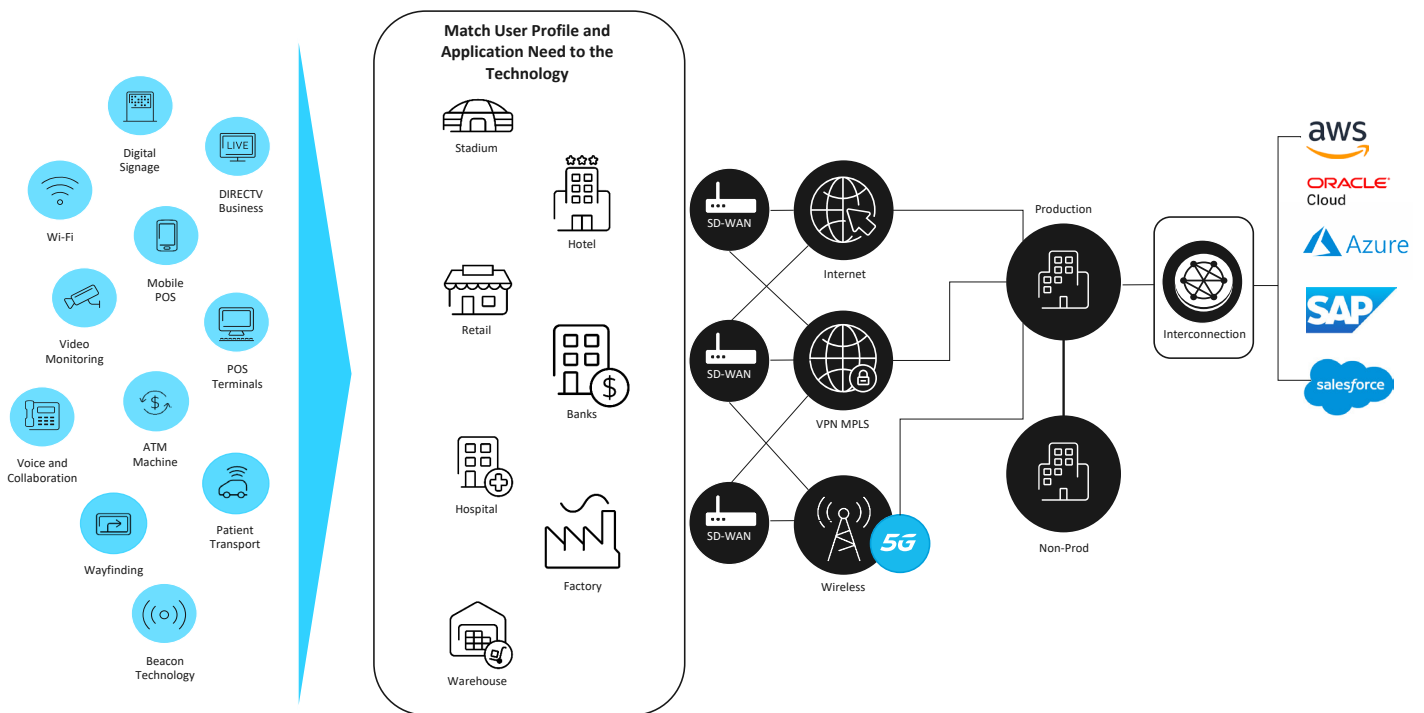 Match User Profile and
Application Need to the
Technology
Digital
Signage
LIVE
DIRECTV
Business
Wi-Fi
Mobile
POS
Video
Monitoring
POS
Terminals
$
ATM
Machine
Voice and
Collaboration
Patient
Transport
Wayfinding
Beacon
Technology
Stadium
Hotel
Retail
$
Banks
Hospital
Factory
Warehouse
SD-WAN
SD-WAN
SD-WAN
Internet
VPN MPLS
5G
Wireless
Production
Non-Prod
Interconnection
aws
ORACLE
Cloud
Azure
SAP
salesforce